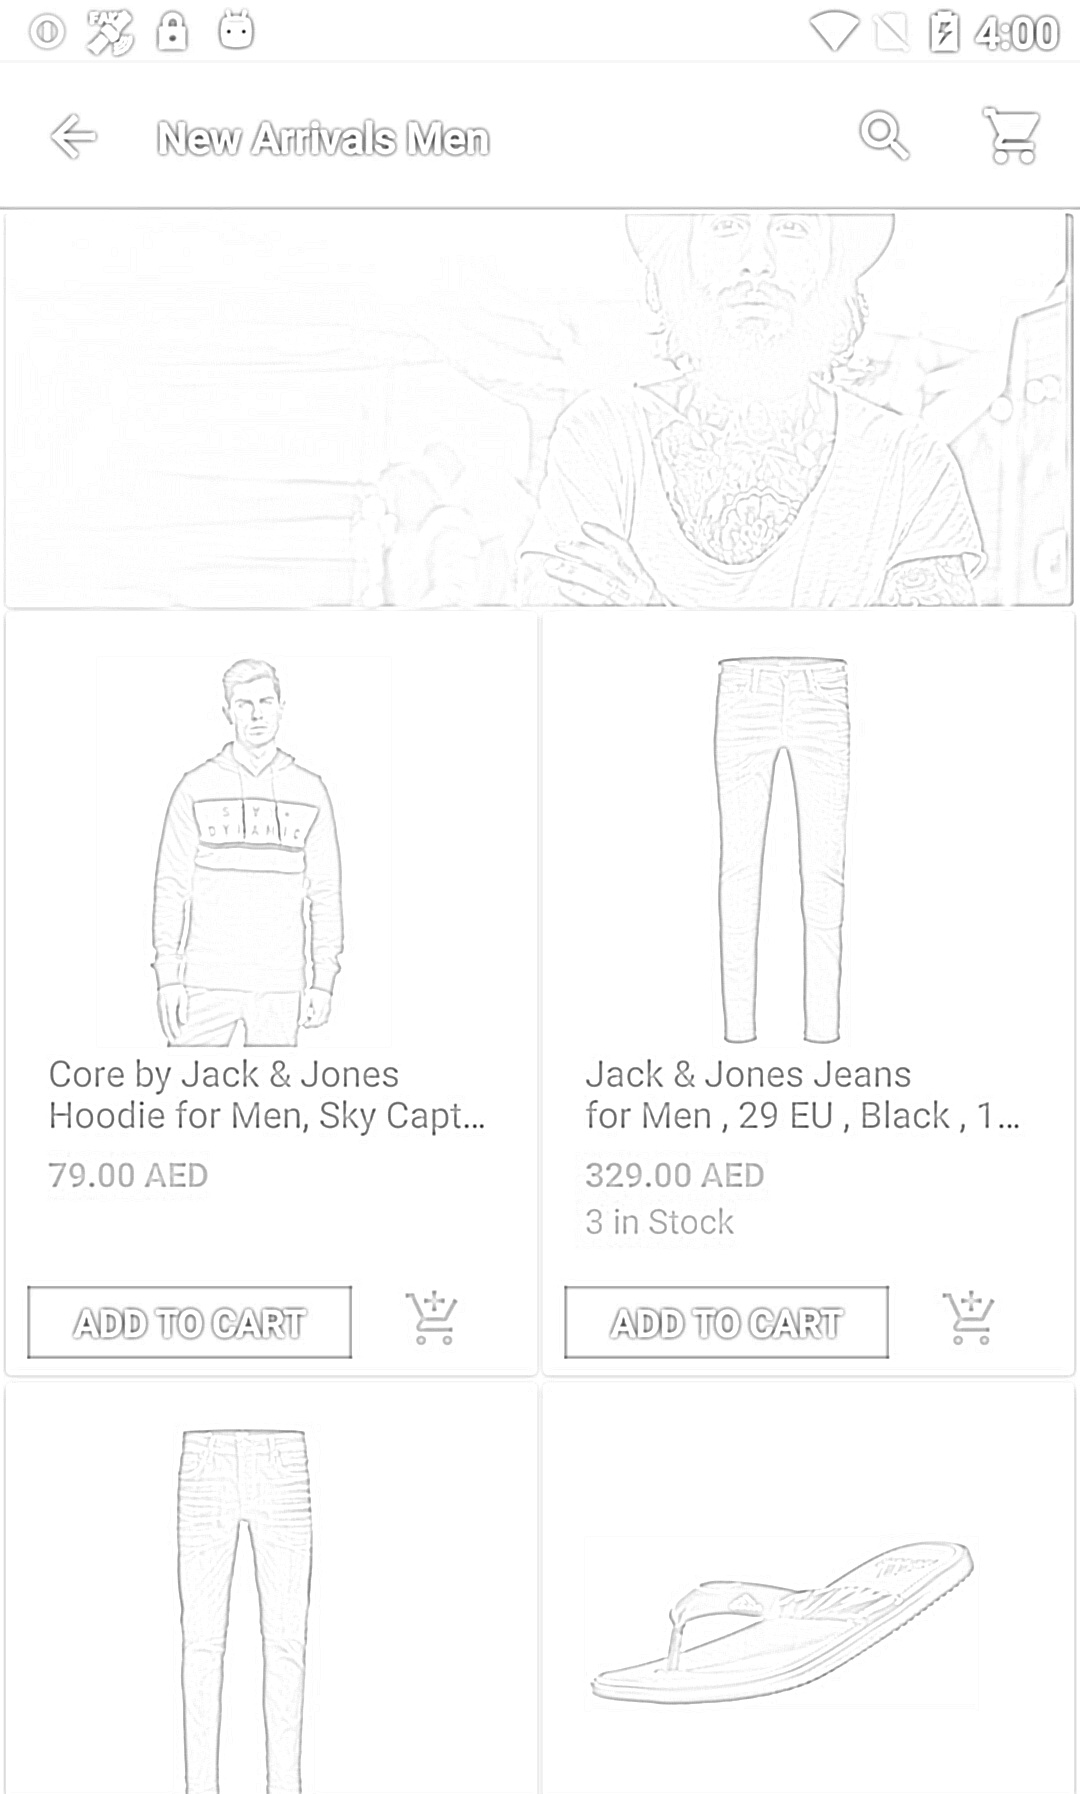 FAKE
4:00
New Arrivals Men
S K Y •
DYNAMIC
Core by Jack & Jones
Hoodie for Men, Sky Capt...
79.00 AED
Jack & Jones Jeans
for Men , 29 EU , Black , 1...
329.00 AED
3 in Stock
ADD TO CART
ADD TO CART